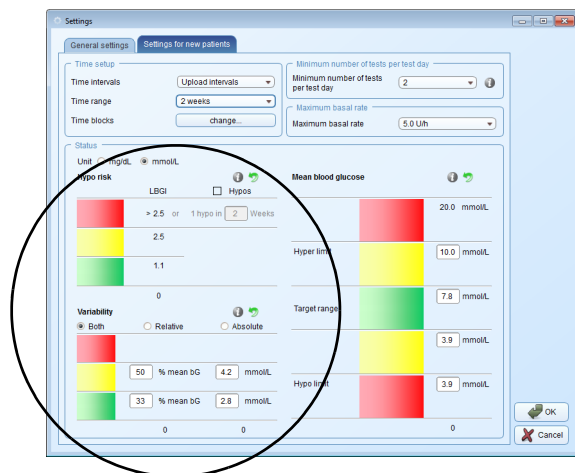 Settings
General settings Settings for new patients
Time setup
Time intervals Upload intervals
Time range 2 weeks
Time blocks change...
Minimum number of tests per test day
Minimum number of tests
per test day 2
Maximum basal rate
Maximum basal rate 5.0 U/h
Status
Unit mg/dL mmol/L
Hypo risk
LBGI Hypos
> 2.5 or 1 hypo in 2 Weeks
2.5
1.1
0
Variability
Both Relative Absolute
50 % mean bG 4.2 mmol/L
33 % mean bG 2.8 mmol/L
0 0
Mean blood glucose
20.0 mmol/L
Hyper limit 10.0 mmol/L
Target range 7.8 mmol/L
3.9 mmol/L
Hypo limit 3.9 mmol/L
0
OK
Cancel